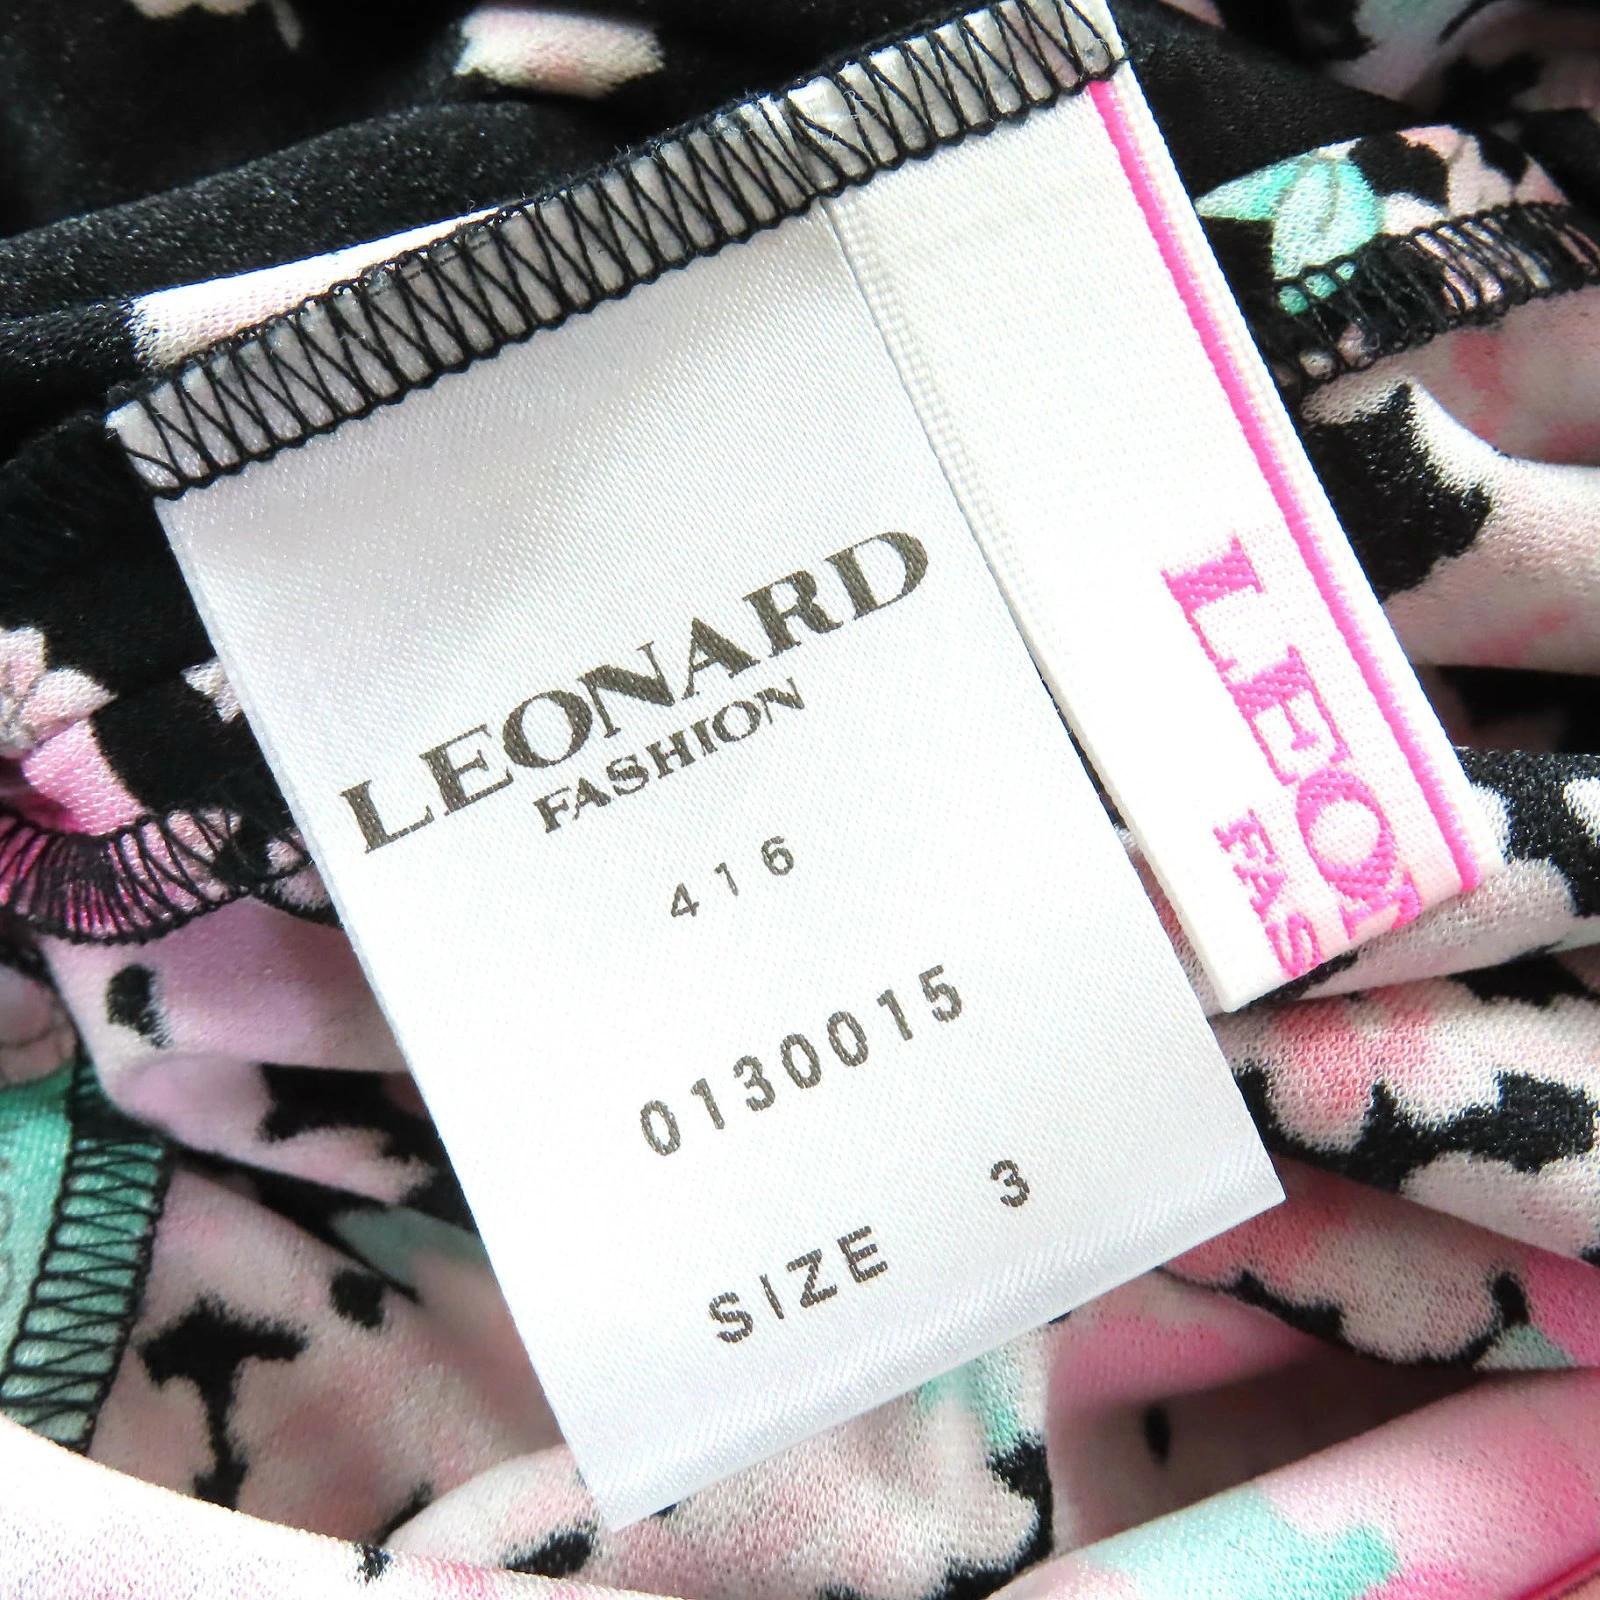 LEONARD
FASHION
416
0130015
SIZE 3
LEO
FAS